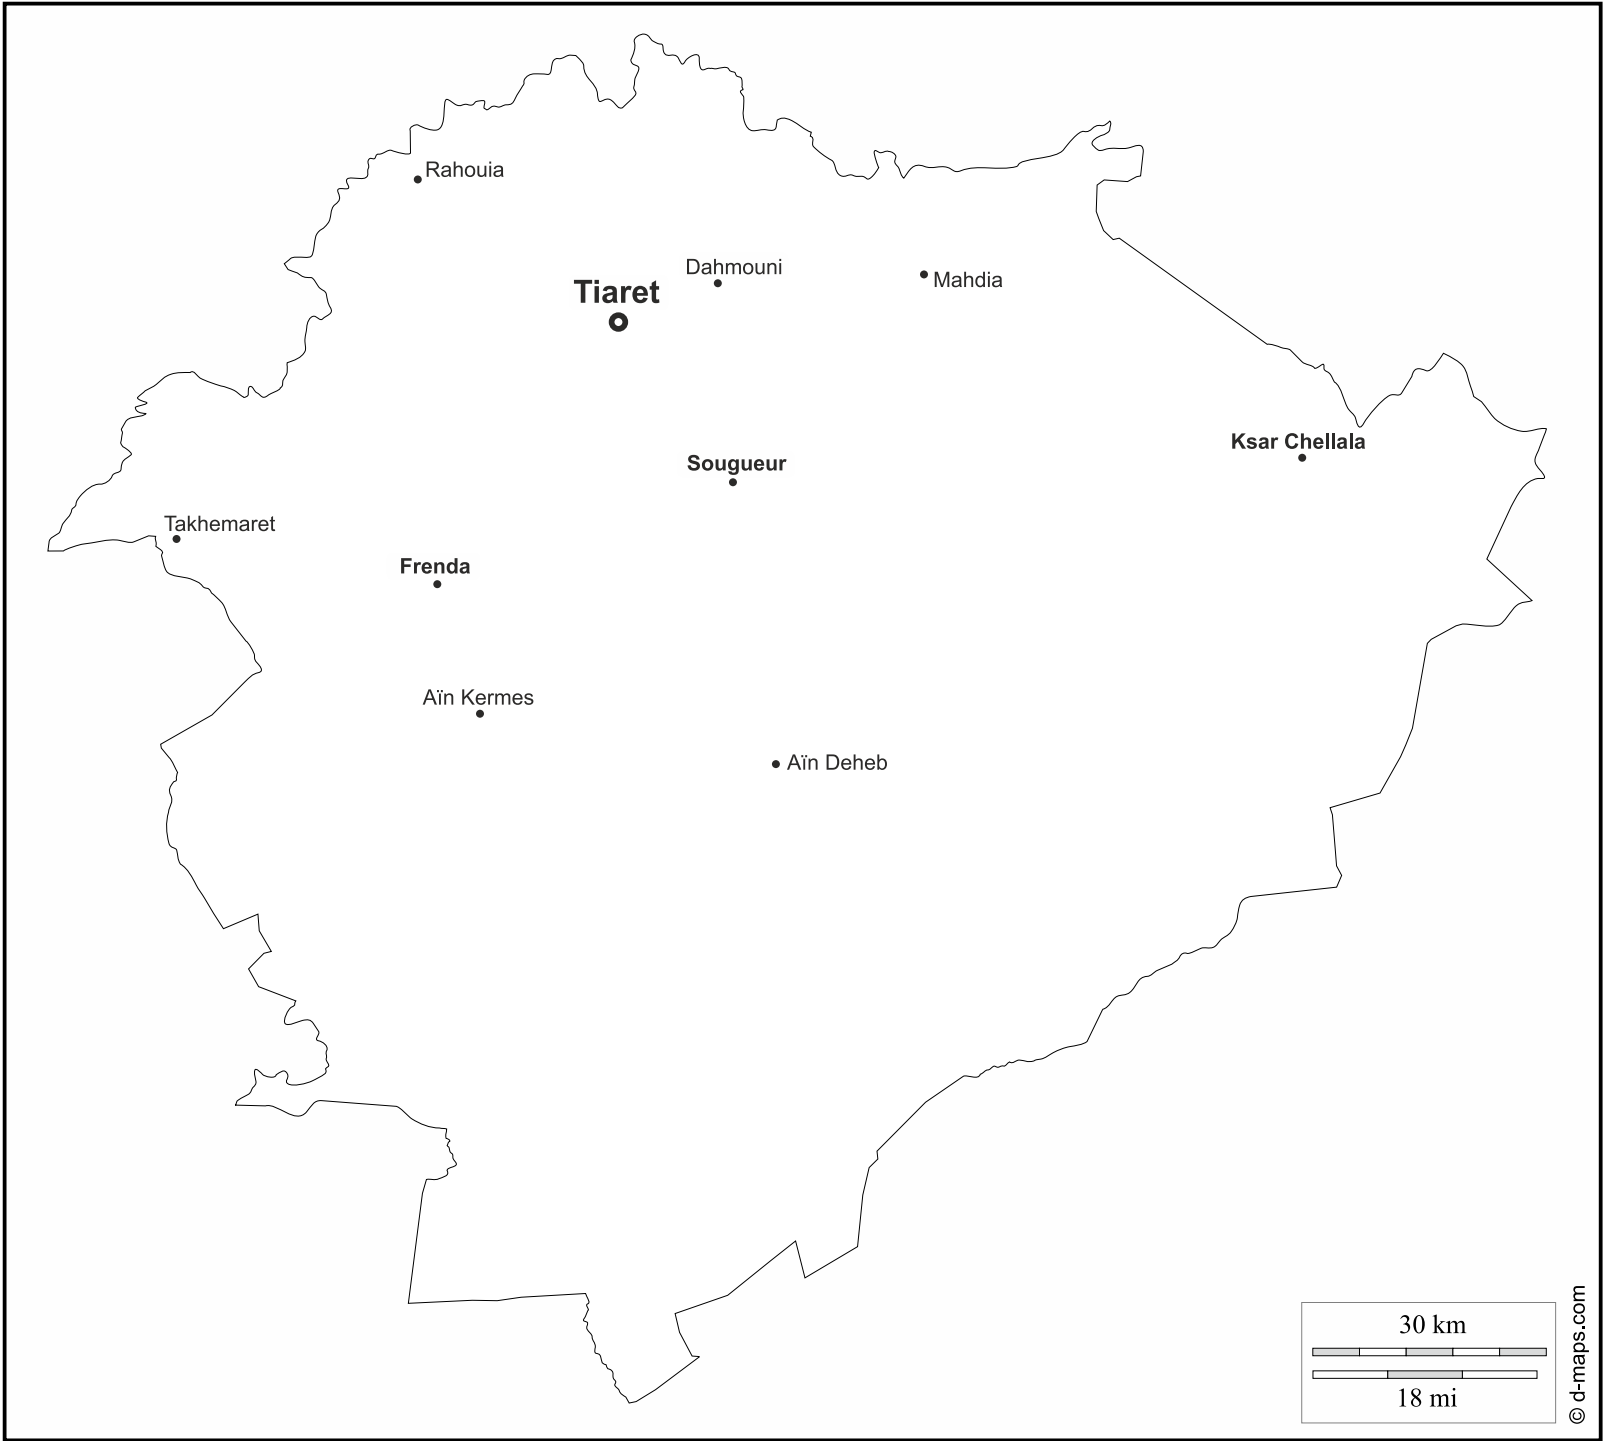 Rahouia
Dahmouni
Mahdia
Tiaret
Ksar Chellala
Sougueur
Takhemaret
Frenda
Aïn Kermes
Aïn Deheb
30 km
18 mi
© d-maps.com